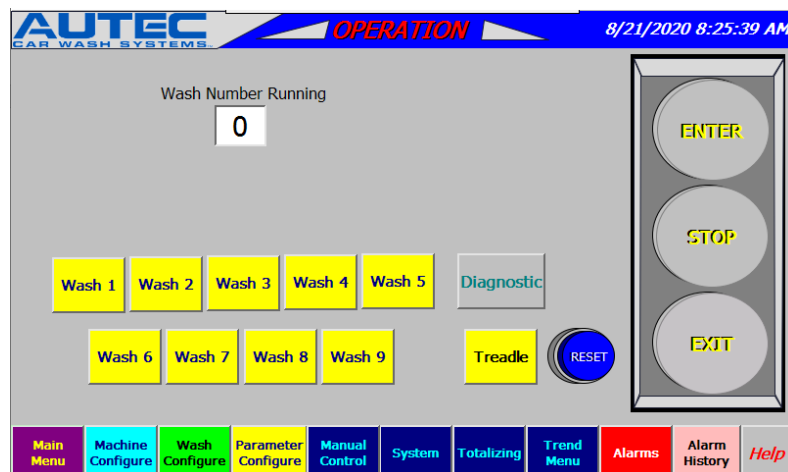 AUTEC
CAR WASH SYSTEMS
OPERATION
8/21/2020 8:25:39 AM
Wash Number Running
0
ENTER
STOP
EXIT
Wash 1
Wash 2
Wash 3
Wash 4
Wash 5
Diagnostic
Wash 6
Wash 7
Wash 8
Wash 9
Treadle
RESET
Main
Menu
Machine
Configure
Wash
Configure
Parameter
Configure
Manual
Control
System
Totalizing
Trend
Menu
Alarms
Alarm
History
Help